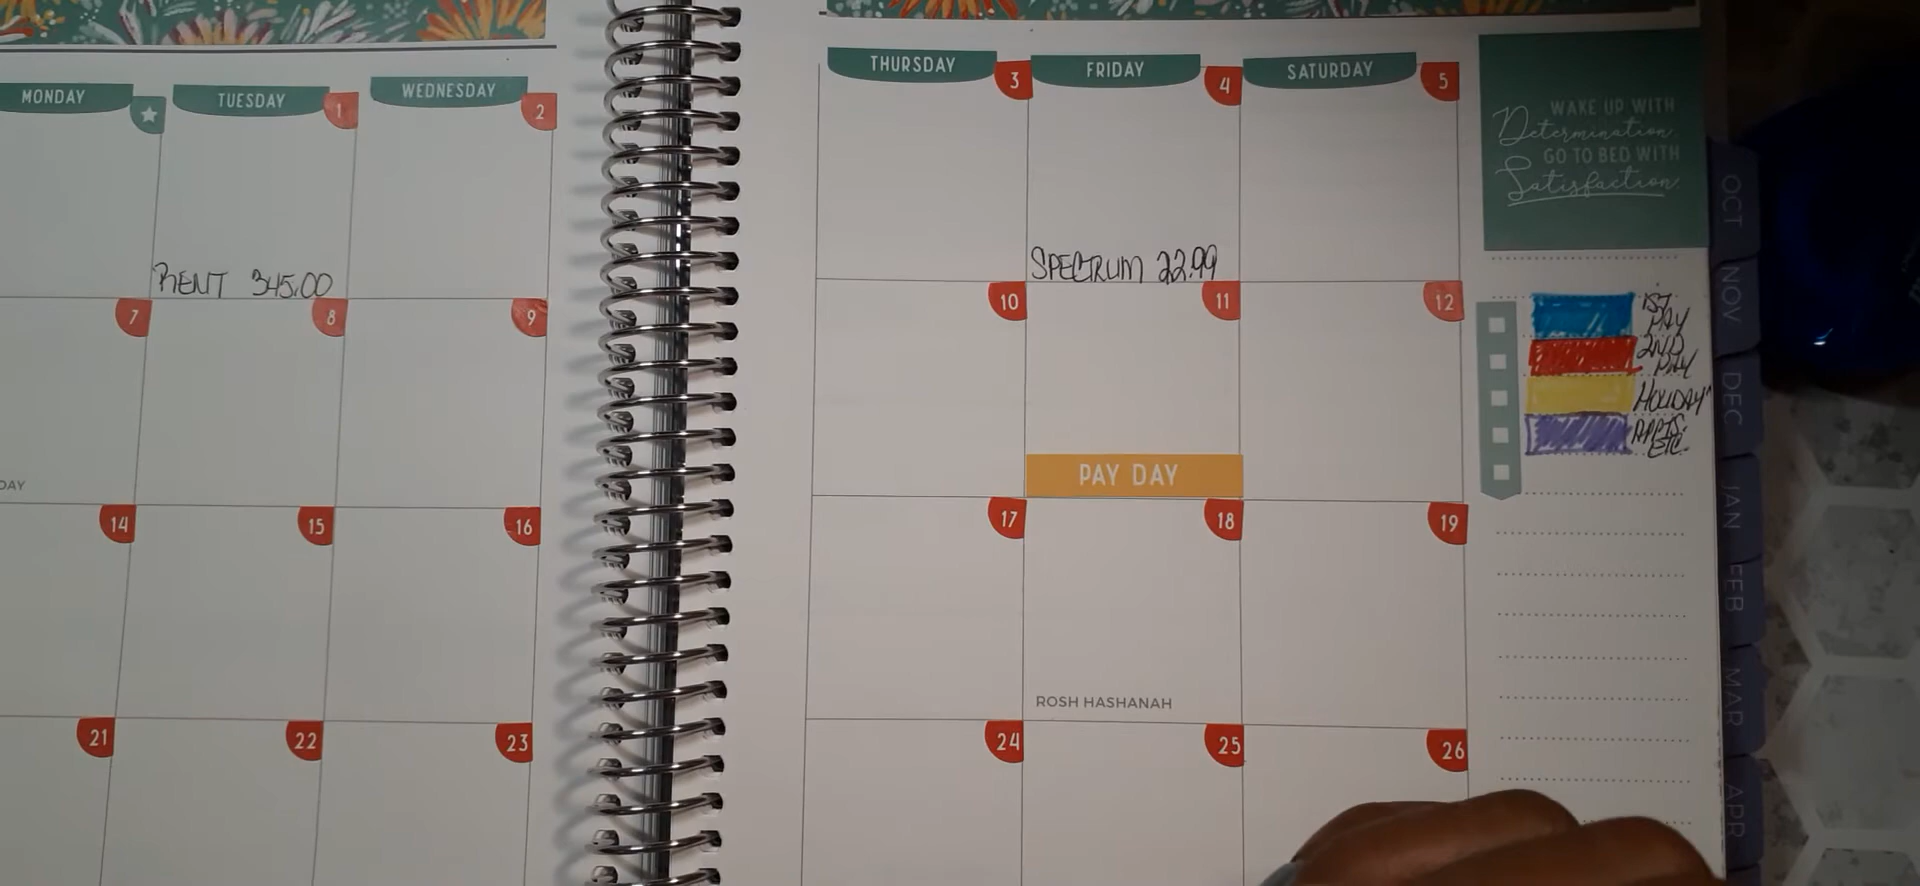 MONDAY
TUESDAY
1
WEDNESDAY
2
THURSDAY
3
FRIDAY
4
SATURDAY
5
RENT 345.00
SPECTRUM 22.99
7
8
9
10
11
12
DAY
PAY DAY
14
15
16
17
18
19
ROSH HASHANAH
21
22
23
24
25
26
WAKE UP WITH
Determination
GO TO BED WITH
Satisfaction.
1ST
PAY
2ND
PAY
HOLIDAY
APPTS.
ETC.
OCT
NOV
DEC
JAN
FEB
MAR
APR